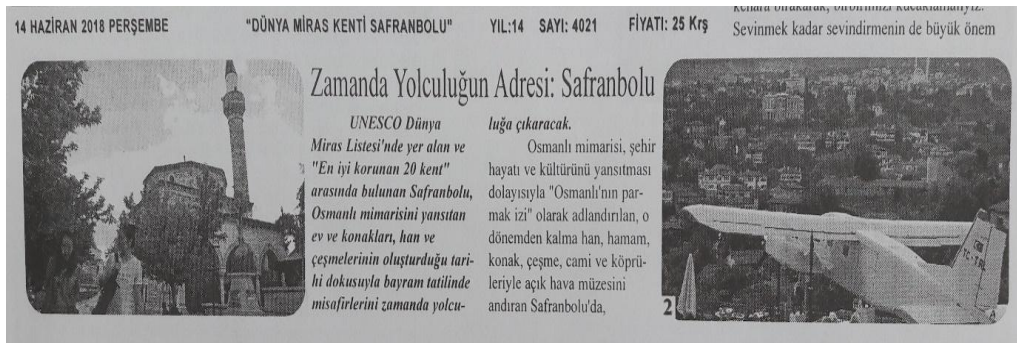 kenara bırakarak, birbirimizi kucaklamalıyız.
14 HAZİRAN 2018 PERŞEMBE "DÜNYA MİRAS KENTİ SAFRANBOLU" YIL:14 SAYI: 4021 FİYATI: 25 Krş
Sevinmek kadar sevindirmenin de büyük önem
Zamanda Yolculuğun Adresi: Safranbolu
UNESCO Dünya
Miras Listesi'nde yer alan ve
"En iyi korunan 20 kent"
arasında bulunan Safranbolu,
Osmanlı mimarisini yansıtan
ev ve konakları, han ve
çeşmelerinin oluşturduğu tari-
hi dokusuyla bayram tatilinde
misafirlerini zamanda yolcu-
luğa çıkaracak.
Osmanlı mimarisi, şehir
hayatı ve kültürünü yansıtması
dolayısıyla "Osmanlı'nın par-
mak izi" olarak adlandırılan, o
dönemden kalma han, hamam,
konak, çeşme, cami ve köprü-
leriyle açık hava müzesini
andıran Safranbolu'da,
2